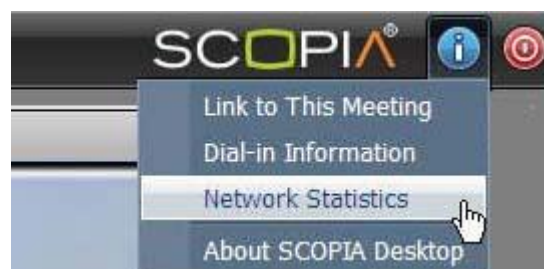 SCOPIA®
Link to This Meeting
Dial-in Information
Network Statistics
About SCOPIA Desktop